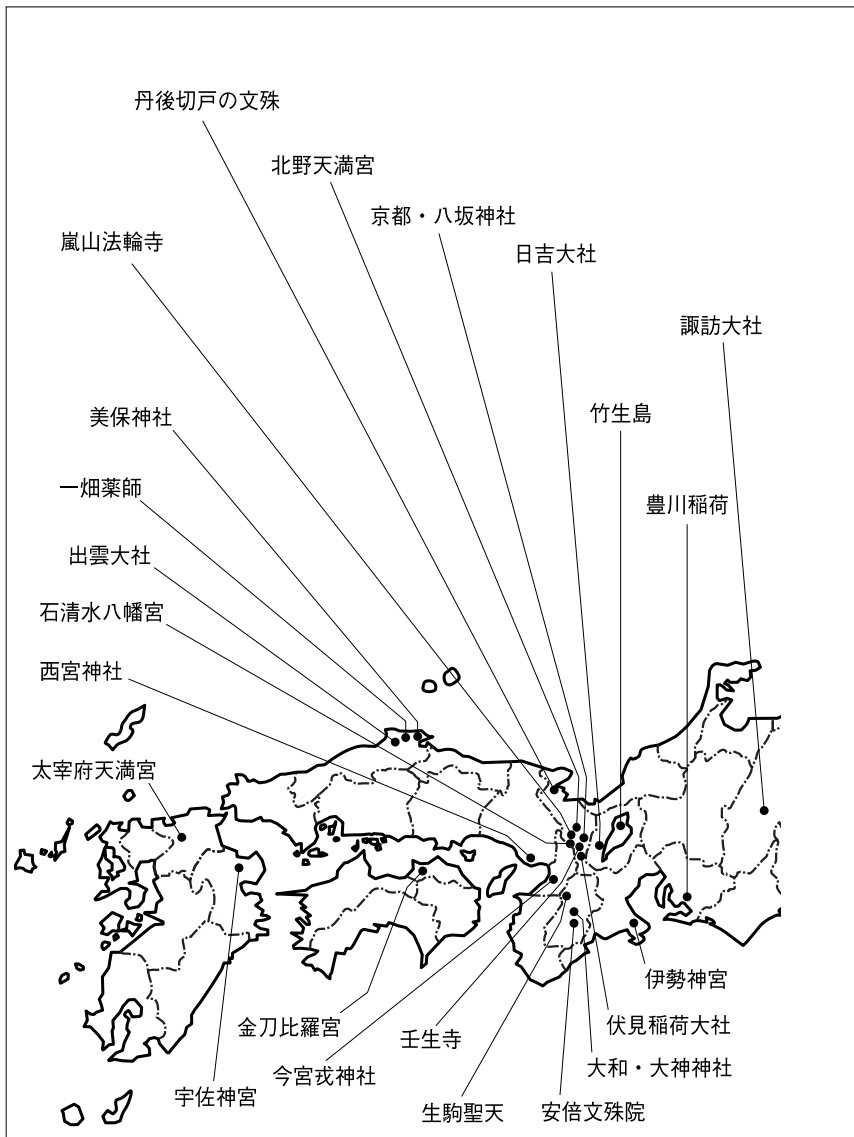 丹後切戸の文殊
北野天満宮
京都・八坂神社
嵐山法輪寺
日吉大社
諏訪大社
美保神社
竹生島
一畑薬師
豊川稲荷
出雲大社
石清水八幡宮
西宮神社
太宰府天満宮
伊勢神宮
金刀比羅宮
伏見稲荷大社
壬生寺
今宮戎神社
大和・大神神社
宇佐神宮
生駒聖天
安倍文殊院